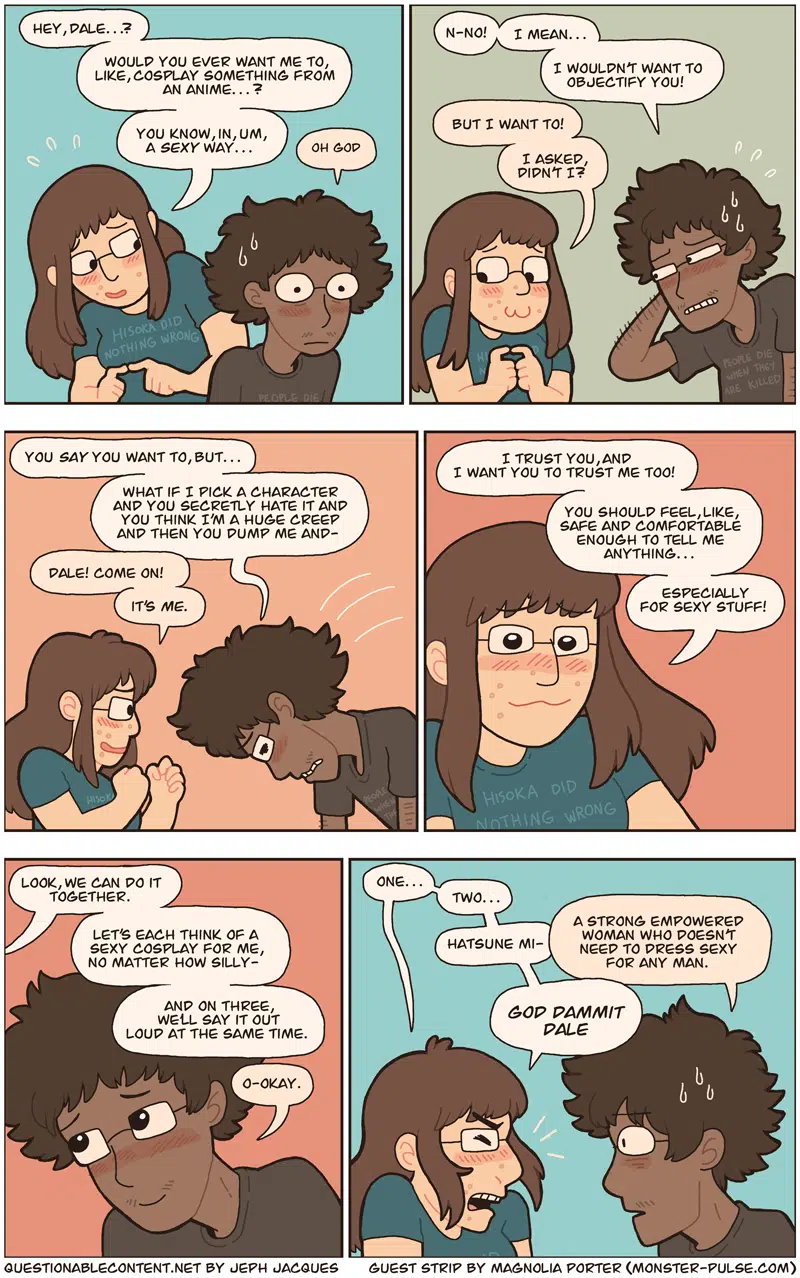 HEY, DALE...?
WOULD YOU EVER WANT ME TO,
LIKE, COSPLAY SOMETHING FROM
AN ANIME...?
YOU KNOW, IN, UM,
A SEXY WAY...
OH GOD
HISOKA DID
NOTHING WRONG
PEOPLE DIE
N-NO!
I MEAN...
I WOULDN'T WANT TO
OBJECTIFY YOU!
BUT I WANT TO!
I ASKED,
DIDN'T I?
PEOPLE DIE
WHEN THEY
ARE KILLED
YOU SAY YOU WANT TO, BUT...
WHAT IF I PICK A CHARACTER
AND YOU SECRETLY HATE IT AND
YOU THINK I'M A HUGE CREEP
AND THEN YOU DUMP ME AND-
DALE! COME ON!
IT'S ME.
HISOKA
PEOPLE
I TRUST YOU, AND
I WANT YOU TO TRUST ME TOO!
YOU SHOULD FEEL, LIKE,
SAFE AND COMFORTABLE
ENOUGH TO TELL ME
ANYTHING...
ESPECIALLY
FOR SEXY STUFF!
HISOKA DID
NOTHING WRONG
LOOK, WE CAN DO IT
TOGETHER.
LET'S EACH THINK OF A
SEXY COSPLAY FOR ME,
NO MATTER HOW SILLY-
AND ON THREE,
WE'LL SAY IT OUT
LOUD AT THE SAME TIME.
O-OKAY.
ONE...
TWO...
HATSUNE MI-
A STRONG EMPOWERED
WOMAN WHO DOESN'T
NEED TO DRESS SEXY
FOR ANY MAN.
GOD DAMMIT
DALE
QUESTIONABLECONTENT.NET BY JEPH JACQUES
GUEST STRIP BY MAGNOLIA PORTER (MONSTER-PULSE.COM)